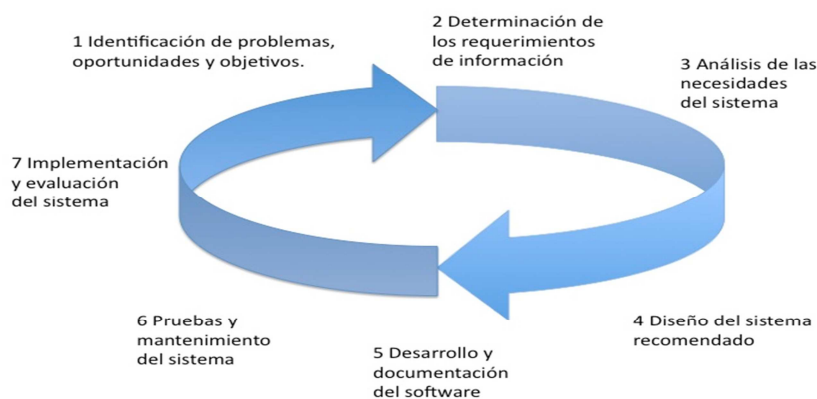 1 Identificación de problemas,
oportunidades y objetivos.
2 Determinación de
los requerimientos
de información
3 Análisis de las
necesidades
del sistema
4 Diseño del sistema
recomendado
5 Desarrollo y
documentación
del software
6 Pruebas y
mantenimiento
del sistema
7 Implementación
y evaluación
del sistema